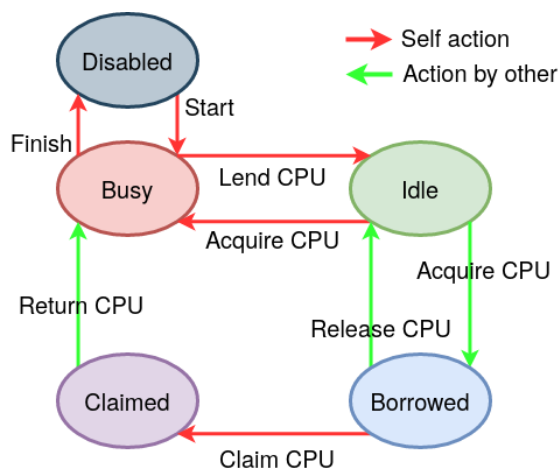 Disabled
Self action
Action by other
Start
Finish
Busy
Lend CPU
Idle
Acquire CPU
Acquire CPU
Return CPU
Release CPU
Claimed
Borrowed
Claim CPU